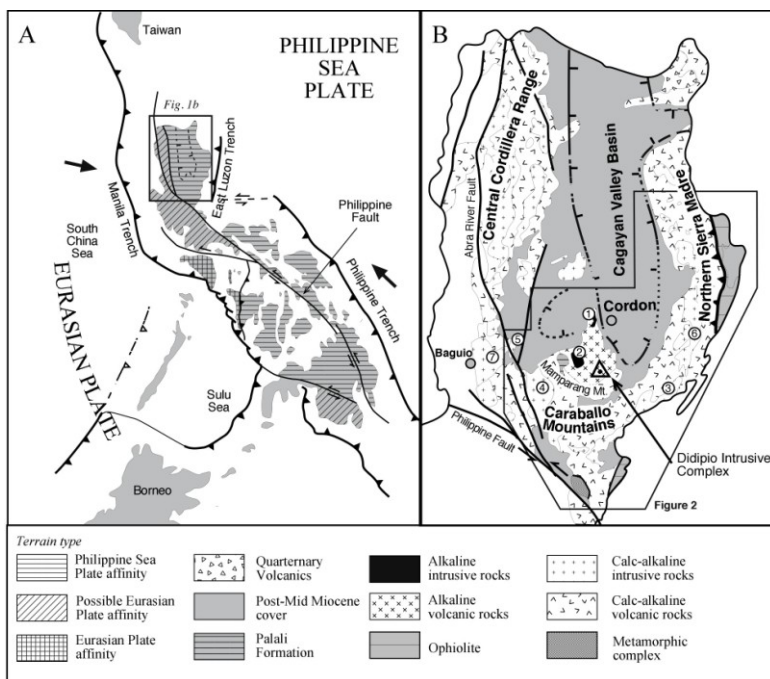 A
Taiwan
PHILIPPINE
SEA
PLATE
Fig. 1b
East Luzon Trench
Manila Trench
South
China
Sea
Philippine
Fault
EURASIAN PLATE
Philippine Trench
Sulu
Sea
Borneo
B
Central Cordillera Range
Cagayan Valley Basin
Abra River Fault
Northern Sierra Madre
1
Cordon
5
2
6
Baguio
7
4
Mamparang Mt.
3
Caraballo
Mountains
Philippine Fault
Didipio Intrusive
Complex
Figure 2
Terrain type
Philippine Sea
Plate affinity
Quarternary
Volcanics
Alkaline
intrusive rocks
Calc-alkaline
intrusive rocks
Possible Eurasian
Plate affinity
Post-Mid Miocene
cover
Alkaline
volcanic rocks
Calc-alkaline
volcanic rocks
Eurasian Plate
affinity
Palali
Formation
Ophiolite
Metamorphic
complex